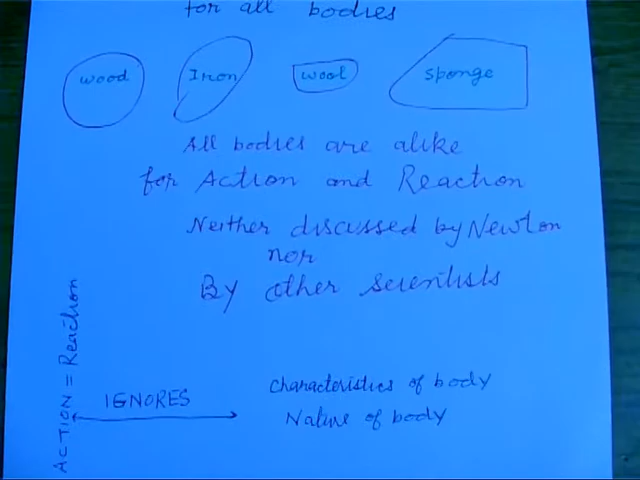 for all bodies
wood Iron wool sponge
All bodies are alike
for Action and Reaction
Neither discussed by Newton
nor
By other scientists
ACTION = Reaction
IGNORES
Characteristics of body
Nature of body